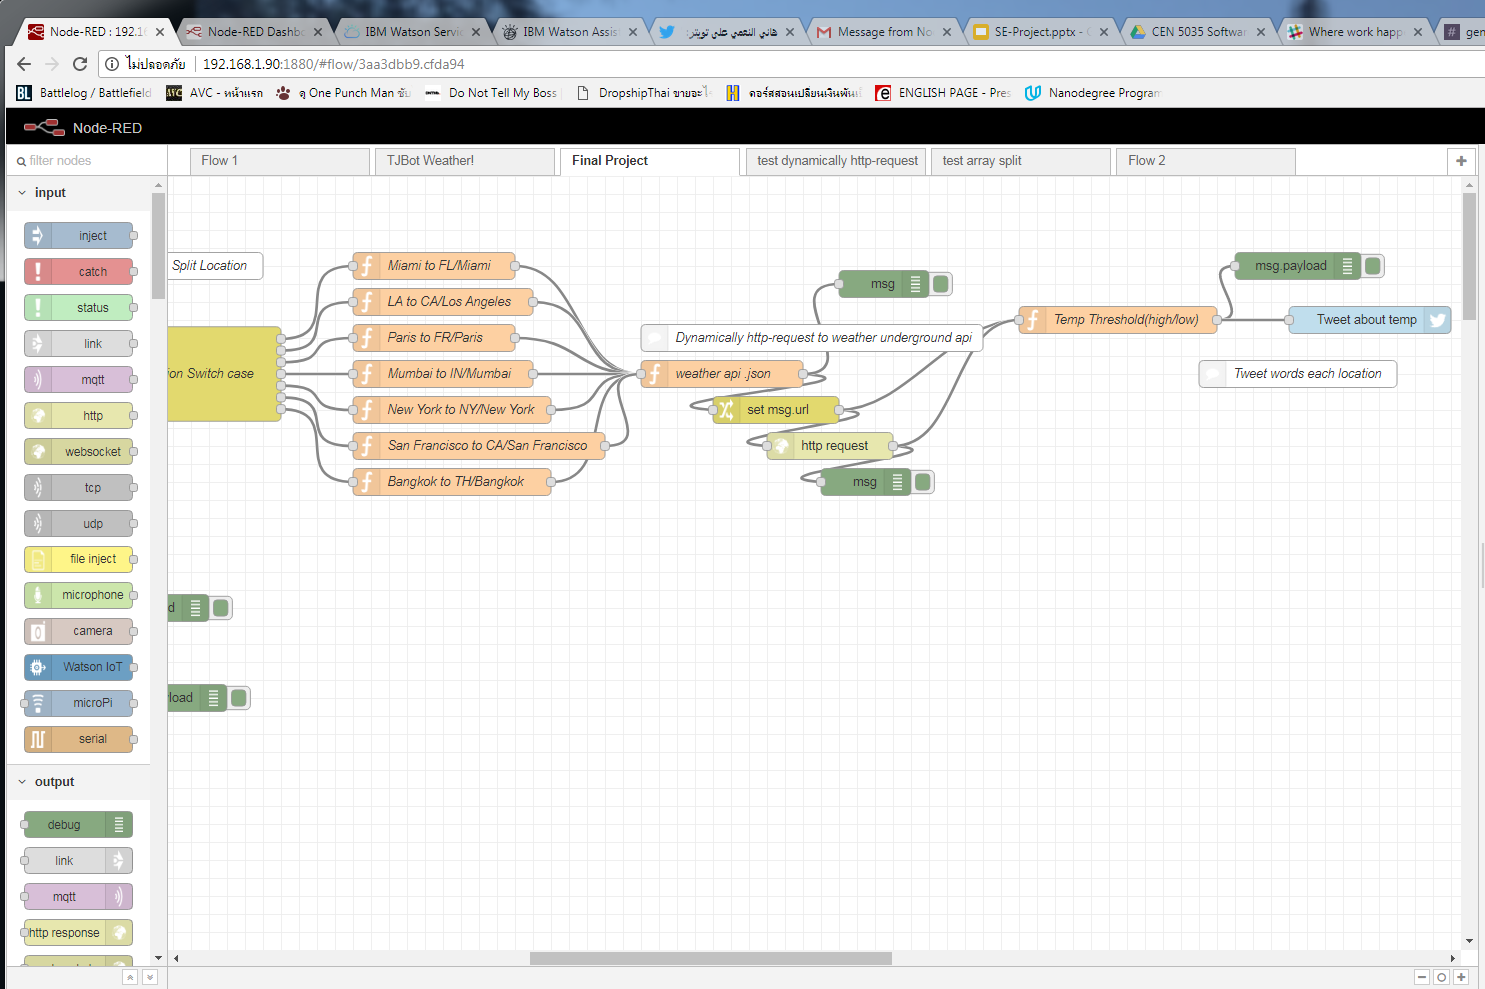 Node-RED : 192.16
Node-RED Dashbo
IBM Watson Servic
IBM Watson Assist
هاني النعمي على تويتر:
Message from No
SE-Project.pptx - G
CEN 5035 Softwar
Where work happ
gen
ไม่ปลอดภัย
192.168.1.90:1880/#flow/3aa3dbb9.cfda94
Battlelog / Battlefield
AVC - หน้าแรก
ดู One Punch Man ซับ
Do Not Tell My Boss
DropshipThai ขายอะไร
คอร์สสอนเปลี่ยนเงินพันเป็
ENGLISH PAGE - Pres
Nanodegree Program
Node-RED
filter nodes
Flow 1
TJBot Weather!
Final Project
test dynamically http-request
test array split
Flow 2
input
inject
catch
status
link
mqtt
http
websocket
tcp
udp
file inject
microphone
camera
Watson IoT
microPi
serial
output
debug
link
mqtt
http response
Split Location
ion Switch case
Miami to FL/Miami
LA to CA/Los Angeles
Paris to FR/Paris
Mumbai to IN/Mumbai
New York to NY/New York
San Francisco to CA/San Francisco
Bangkok to TH/Bangkok
msg
Dynamically http-request to weather underground api
weather api .json
set msg.url
http request
msg
Temp Threshold(high/low)
msg.payload
Tweet about temp
Tweet words each location
d
load